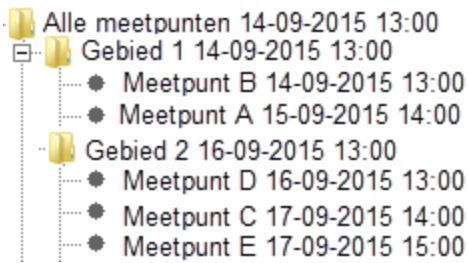 Alle meetpunten 14-09-2015 13:00
Gebied 1 14-09-2015 13:00
Meetpunt B 14-09-2015 13:00
Meetpunt A 15-09-2015 14:00
Gebied 2 16-09-2015 13:00
Meetpunt D 16-09-2015 13:00
Meetpunt C 17-09-2015 14:00
Meetpunt E 17-09-2015 15:00